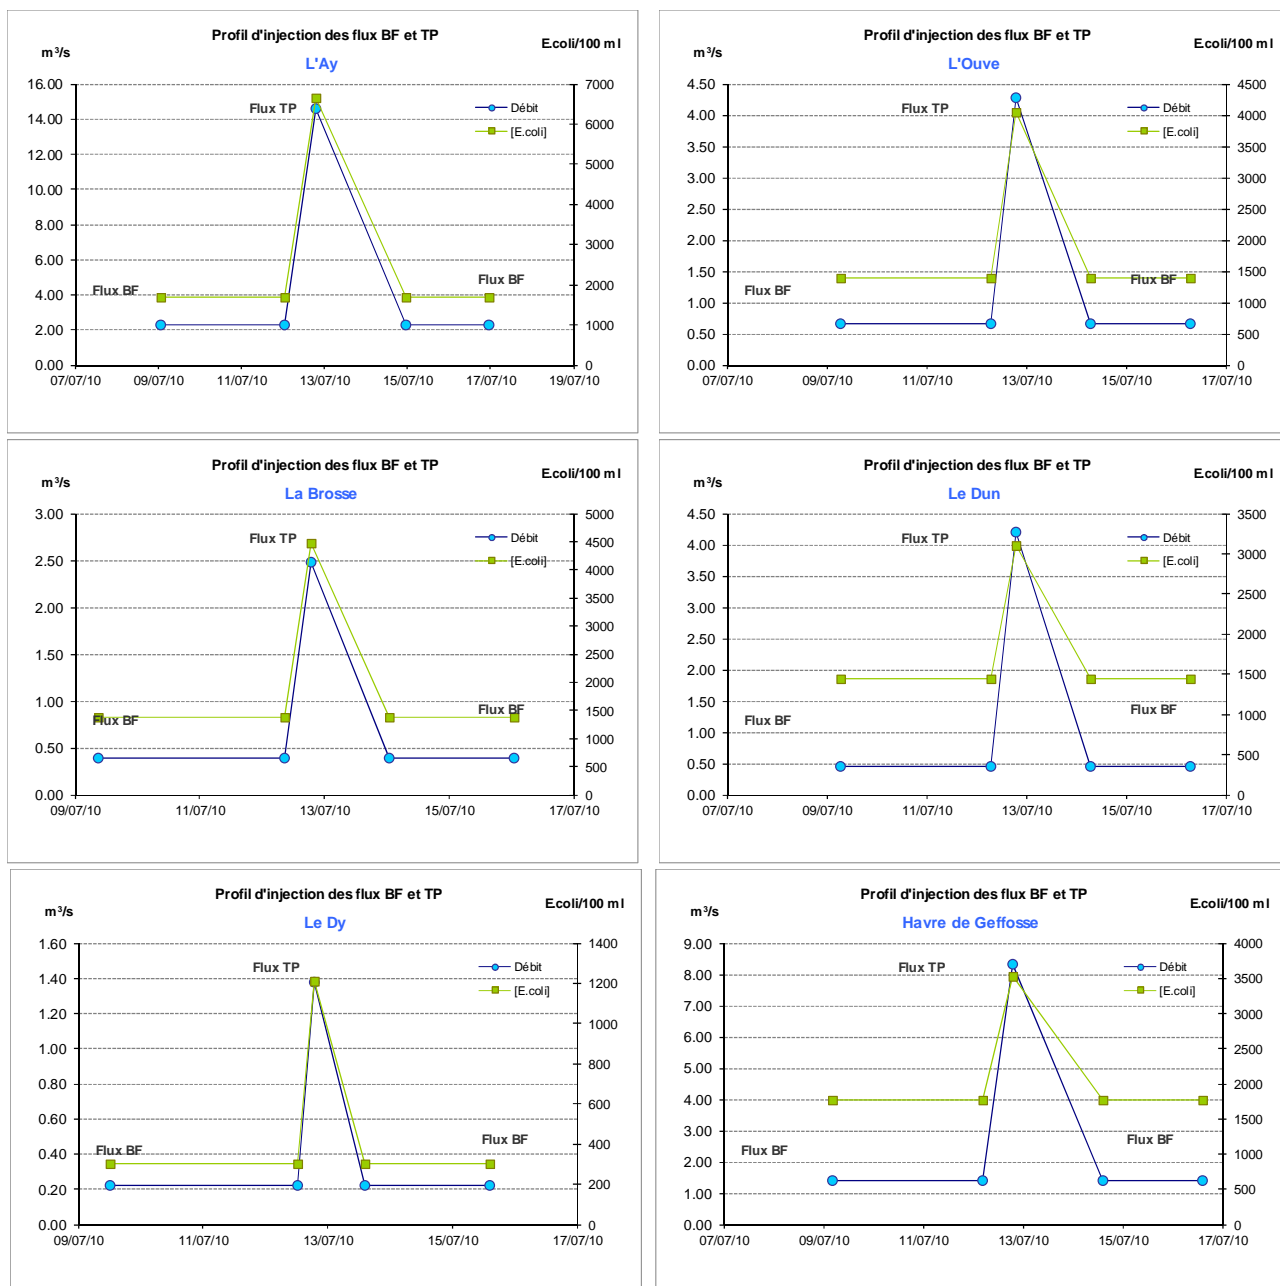 Profil d'injection des flux BF et TP
m³/s
E.coli/100 ml
L'Ay
16.00
14.00
12.00
10.00
8.00
6.00
4.00
2.00
0.00
7000
6000
5000
4000
3000
2000
1000
0
Flux TP
Débit
[E.coli]
Flux BF
Flux BF
07/07/10 09/07/10 11/07/10 13/07/10 15/07/10 17/07/10 19/07/10
Profil d'injection des flux BF et TP
m³/s
E.coli/100 ml
L'Ouve
4.50
4.00
3.50
3.00
2.50
2.00
1.50
1.00
0.50
0.00
4500
4000
3500
3000
2500
2000
1500
1000
500
0
Flux TP
Débit
[E.coli]
Flux BF
Flux BF
07/07/10 09/07/10 11/07/10 13/07/10 15/07/10 17/07/10
Profil d'injection des flux BF et TP
m³/s
E.coli/100 ml
La Brosse
3.00
2.50
2.00
1.50
1.00
0.50
0.00
5000
4500
4000
3500
3000
2500
2000
1500
1000
500
0
Flux TP
Débit
[E.coli]
Flux BF
Flux BF
09/07/10 11/07/10 13/07/10 15/07/10 17/07/10
Profil d'injection des flux BF et TP
m³/s
E.coli/100 ml
Le Dun
4.50
4.00
3.50
3.00
2.50
2.00
1.50
1.00
0.50
0.00
3500
3000
2500
2000
1500
1000
500
0
Flux TP
Débit
[E.coli]
Flux BF
Flux BF
07/07/10 09/07/10 11/07/10 13/07/10 15/07/10 17/07/10
Profil d'injection des flux BF et TP
m³/s
E.coli/100 ml
Le Dy
1.60
1.40
1.20
1.00
0.80
0.60
0.40
0.20
0.00
1400
1200
1000
800
600
400
200
0
Flux TP
Débit
[E.coli]
Flux BF
Flux BF
09/07/10 11/07/10 13/07/10 15/07/10 17/07/10
Profil d'injection des flux BF et TP
m³/s
E.coli/100 ml
Havre de Geffosse
9.00
8.00
7.00
6.00
5.00
4.00
3.00
2.00
1.00
0.00
4000
3500
3000
2500
2000
1500
1000
500
0
Flux TP
Débit
[E.coli]
Flux BF
Flux BF
07/07/10 09/07/10 11/07/10 13/07/10 15/07/10 17/07/10